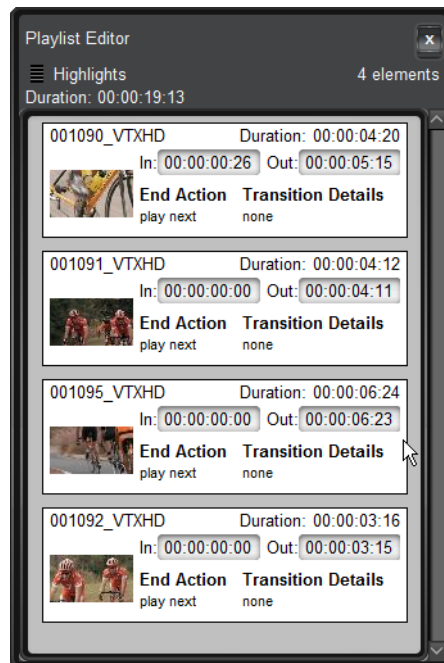 Playlist Editor
x
Highlights 4 elements
Duration: 00:00:19:13
001090_VTXHD Duration: 00:00:04:20
In: 00:00:00:26 Out: 00:00:05:15
End Action Transition Details
play next none
001091_VTXHD Duration: 00:00:04:12
In: 00:00:00:00 Out: 00:00:04:11
End Action Transition Details
play next none
001095_VTXHD Duration: 00:00:06:24
In: 00:00:00:00 Out: 00:00:06:23
End Action Transition Details
play next none
001092_VTXHD Duration: 00:00:03:16
In: 00:00:00:00 Out: 00:00:03:15
End Action Transition Details
play next none